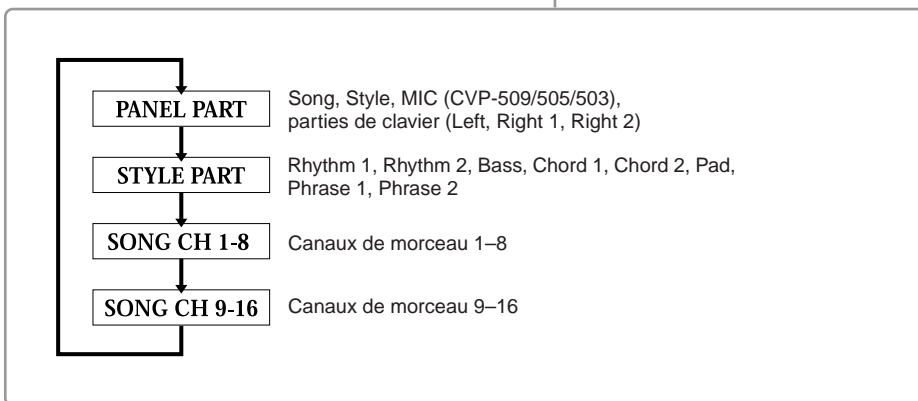 PANEL PART
Song, Style, MIC (CVP-509/505/503),
parties de clavier (Left, Right 1, Right 2)
STYLE PART
Rhythm 1, Rhythm 2, Bass, Chord 1, Chord 2, Pad,
Phrase 1, Phrase 2
SONG CH 1-8
Canaux de morceau 1–8
SONG CH 9-16
Canaux de morceau 9–16